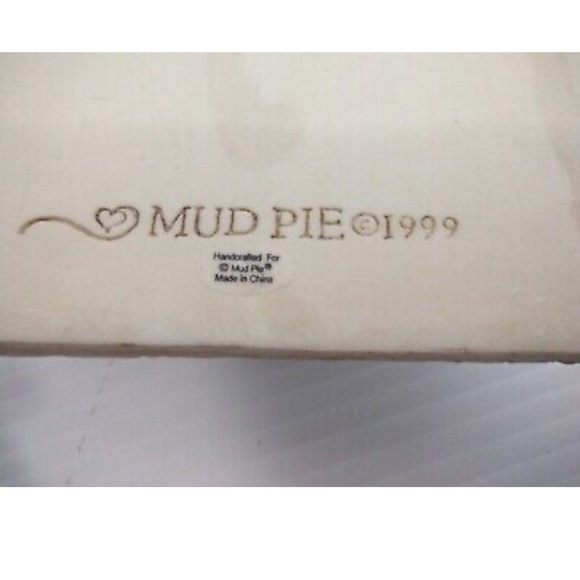 MUD PIE ©1999
Handcrafted For
© Mud Pie®
Made in China